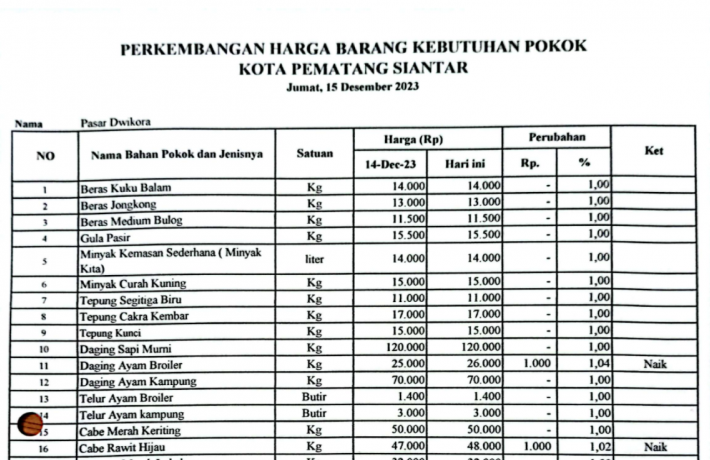 PERKEMBANGAN HARGA BARANG KEBUTUHAN POKOK
KOTA PEMATANG SIANTAR
Jumat, 15 Desember 2023
Nama Pasar Dwikora
NO Nama Bahan Pokok dan Jenisnya Satuan Harga (Rp) Perubahan Ket
14-Dec-23 Hari ini Rp. %
1 Beras Kuku Balam Kg 14.000 14.000 - 1,00
2 Beras Jongkong Kg 13.000 13.000 - 1,00
3 Beras Medium Bulog Kg 11.500 11.500 - 1,00
4 Gula Pasir Kg 15.500 15.500 - 1,00
5 Minyak Kemasan Sederhana ( Minyak Kita) liter 14.000 14.000 - 1,00
6 Minyak Curah Kuning Kg 15.000 15.000 - 1,00
7 Tepung Segitiga Biru Kg 11.000 11.000 - 1,00
8 Tepung Cakra Kembar Kg 17.000 17.000 - 1,00
9 Tepung Kunci Kg 15.000 15.000 - 1,00
10 Daging Sapi Murni Kg 120.000 120.000 - 1,00
11 Daging Ayam Broiler Kg 25.000 26.000 1.000 1,04 Naik
12 Daging Ayam Kampung Kg 70.000 70.000 - 1,00
13 Telur Ayam Broiler Butir 1.400 1.400 - 1,00
14 Telur Ayam kampung Butir 3.000 3.000 - 1,00
15 Cabe Merah Keriting Kg 50.000 50.000 - 1,00
16 Cabe Rawit Hijau Kg 47.000 48.000 1.000 1,02 Naik